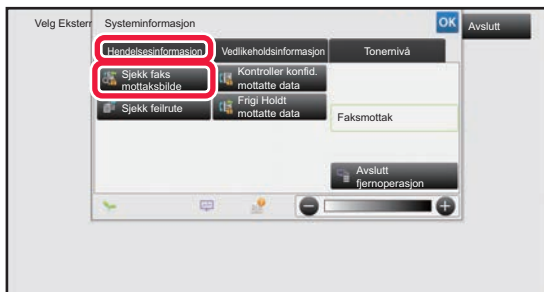 Velg Ekstern
Systeminformasjon
OK
Avslutt
Hendelsesinformasjon
Vedlikeholdsinformasjon
Tonernivå
Sjekk faks
mottaksbilde
Kontroller konfid.
mottatte data
Sjekk feilrute
Frigi Holdt
mottatte data
Faksmottak
Avslutt
fjernoperasjon